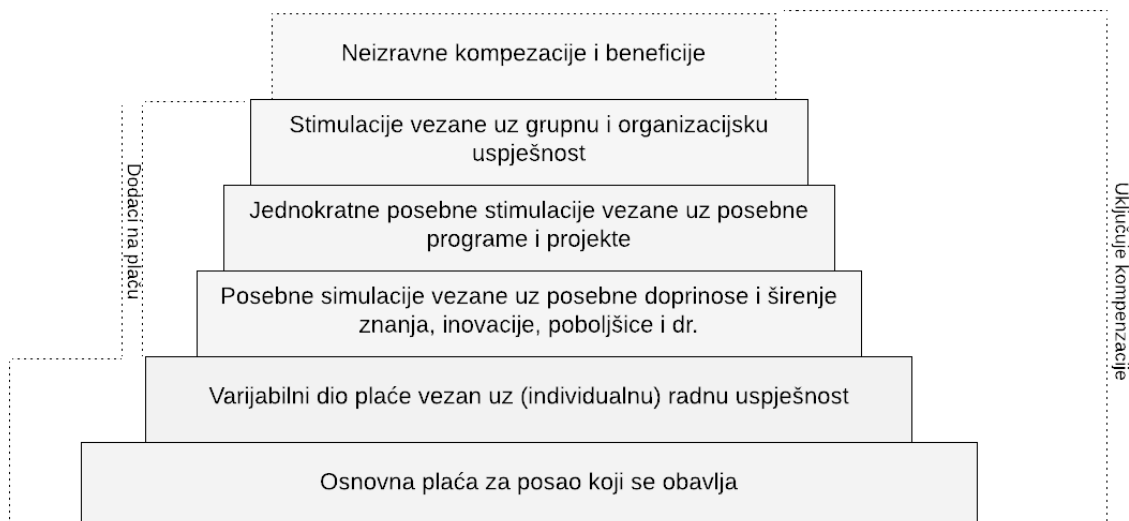 Neizravne kompezacije i beneficije
Stimulacije vezane uz grupnu i organizacijsku
uspješnost
Dodaci na plaču
Jednokratne posebne stimulacije vezane uz posebne
programe i projekte
Uključuje kompenzacije
Posebne simulacije vezane uz posebne doprinose i širenje
znanja, inovacije, poboljšice i dr.
Varijabilni dio plaće vezan uz (individualnu) radnu uspješnost
Osnovna plaća za posao koji se obavlja